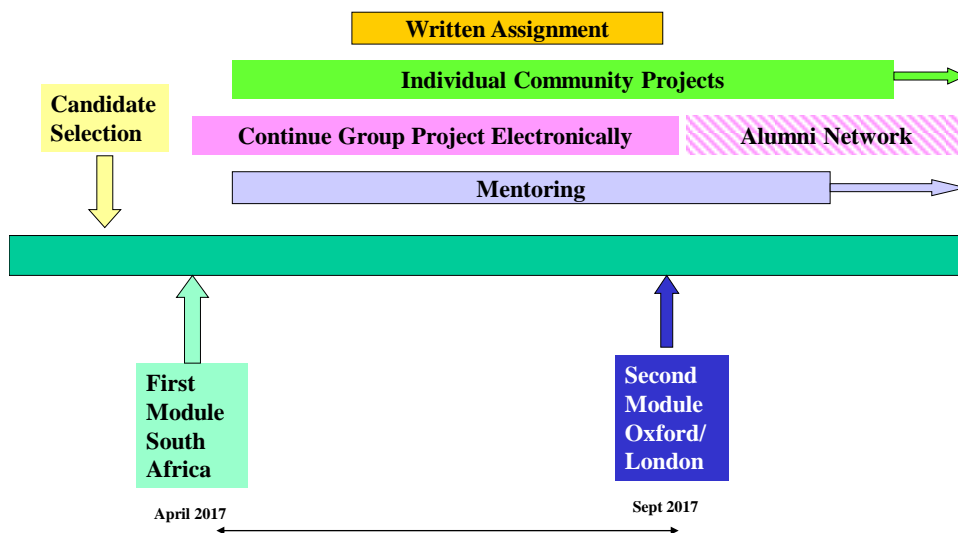 Written Assignment
Individual Community Projects
Candidate
Selection
Continue Group Project Electronically
Alumni Network
Mentoring
First
Module
South
Africa
Second
Module
Oxford/
London
April 2017
Sept 2017